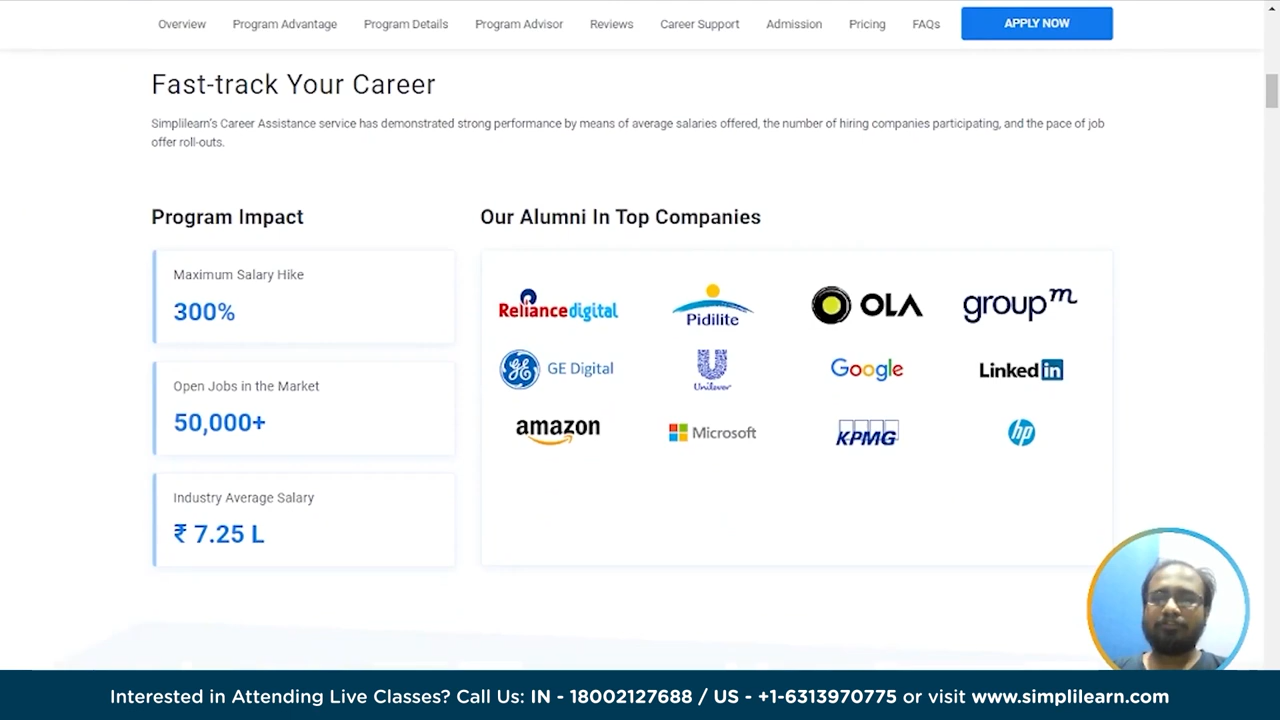 Overview Program Advantage Program Details Program Advisor Reviews Career Support Admission Pricing FAQs APPLY NOW
Fast-track Your Career
Simplilearn's Career Assistance service has demonstrated strong performance by means of average salaries offered, the number of hiring companies participating, and the pace of job
offer roll-outs.
Program Impact
Maximum Salary Hike
300%
Open Jobs in the Market
50,000+
Industry Average Salary
₹ 7.25 L
Our Alumni In Top Companies
Reliance digital Pidilite OLA groupm
GE Digital Unilever Google Linked in
amazon Microsoft KPMG hp
Interested in Attending Live Classes? Call Us: IN - 18002127688 / US - +1-6313970775 or visit www.simplilearn.com